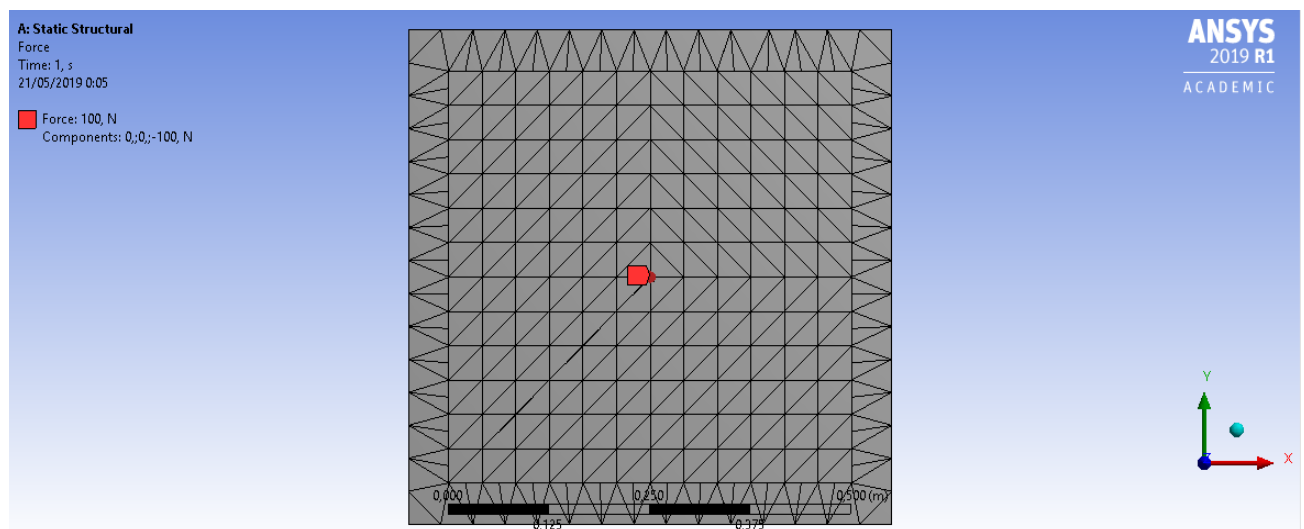 A: Static Structural
Force
Time: 1, s
21/05/2019 0:05
Force: 100, N
Components: 0,;0,;-100, N
ANSYS
2019 R1
ACADEMIC
Y
X
0,000 0,250 0,500 (m)
0,125 0,375